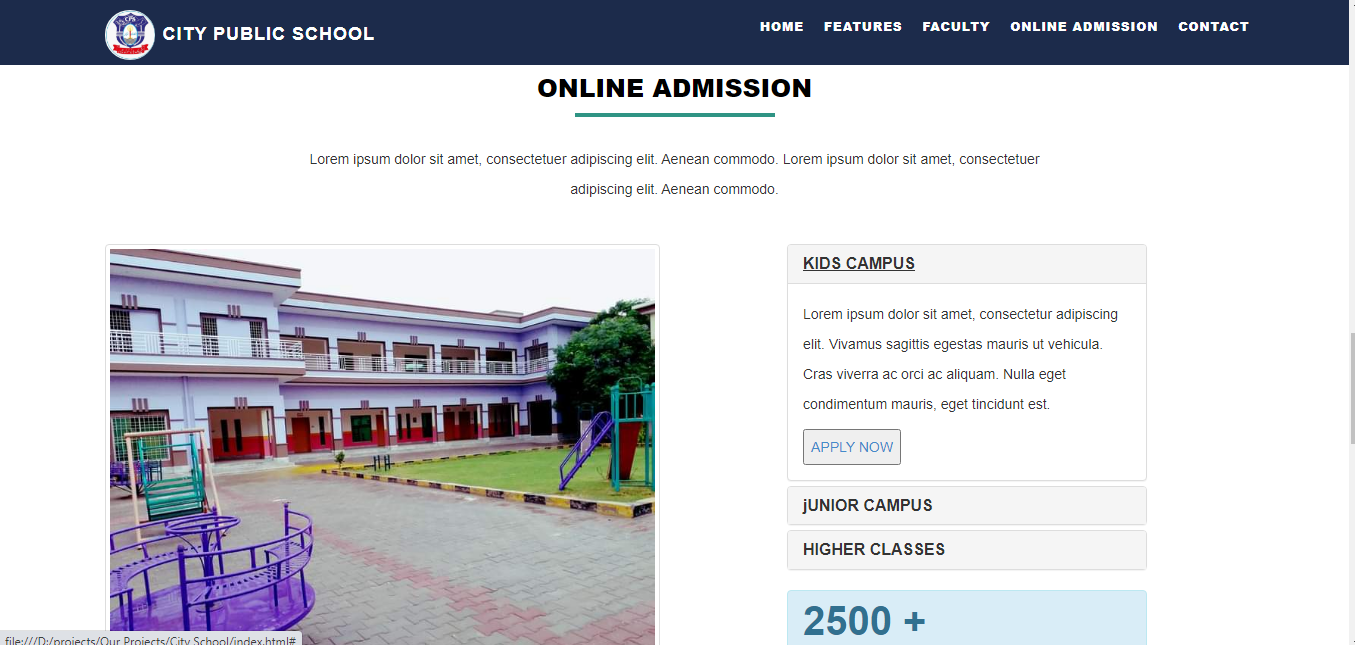 CITY PUBLIC SCHOOL
HOME FEATURES FACULTY ONLINE ADMISSION CONTACT
ONLINE ADMISSION
Lorem ipsum dolor sit amet, consectetuer adipiscing elit. Aenean commodo. Lorem ipsum dolor sit amet, consectetuer
adipiscing elit. Aenean commodo.
KIDS CAMPUS
Lorem ipsum dolor sit amet, consectetur adipiscing
elit. Vivamus sagittis egestas mauris ut vehicula.
Cras viverra ac orci ac aliquam. Nulla eget
condimentum mauris, eget tincidunt est.
APPLY NOW
jUNIOR CAMPUS
HIGHER CLASSES
2500 +
file:///D:/projects/Our Projects/City School/index.html#